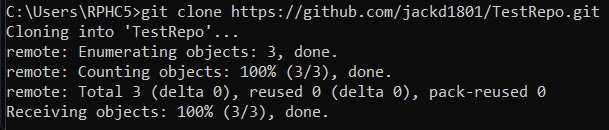 C:\Users\RPHC5>git clone https://github.com/jackd1801/TestRepo.git
Cloning into 'TestRepo'...
remote: Enumerating objects: 3, done.
remote: Counting objects: 100% (3/3), done.
remote: Total 3 (delta 0), reused 0 (delta 0), pack-reused 0
Receiving objects: 100% (3/3), done.